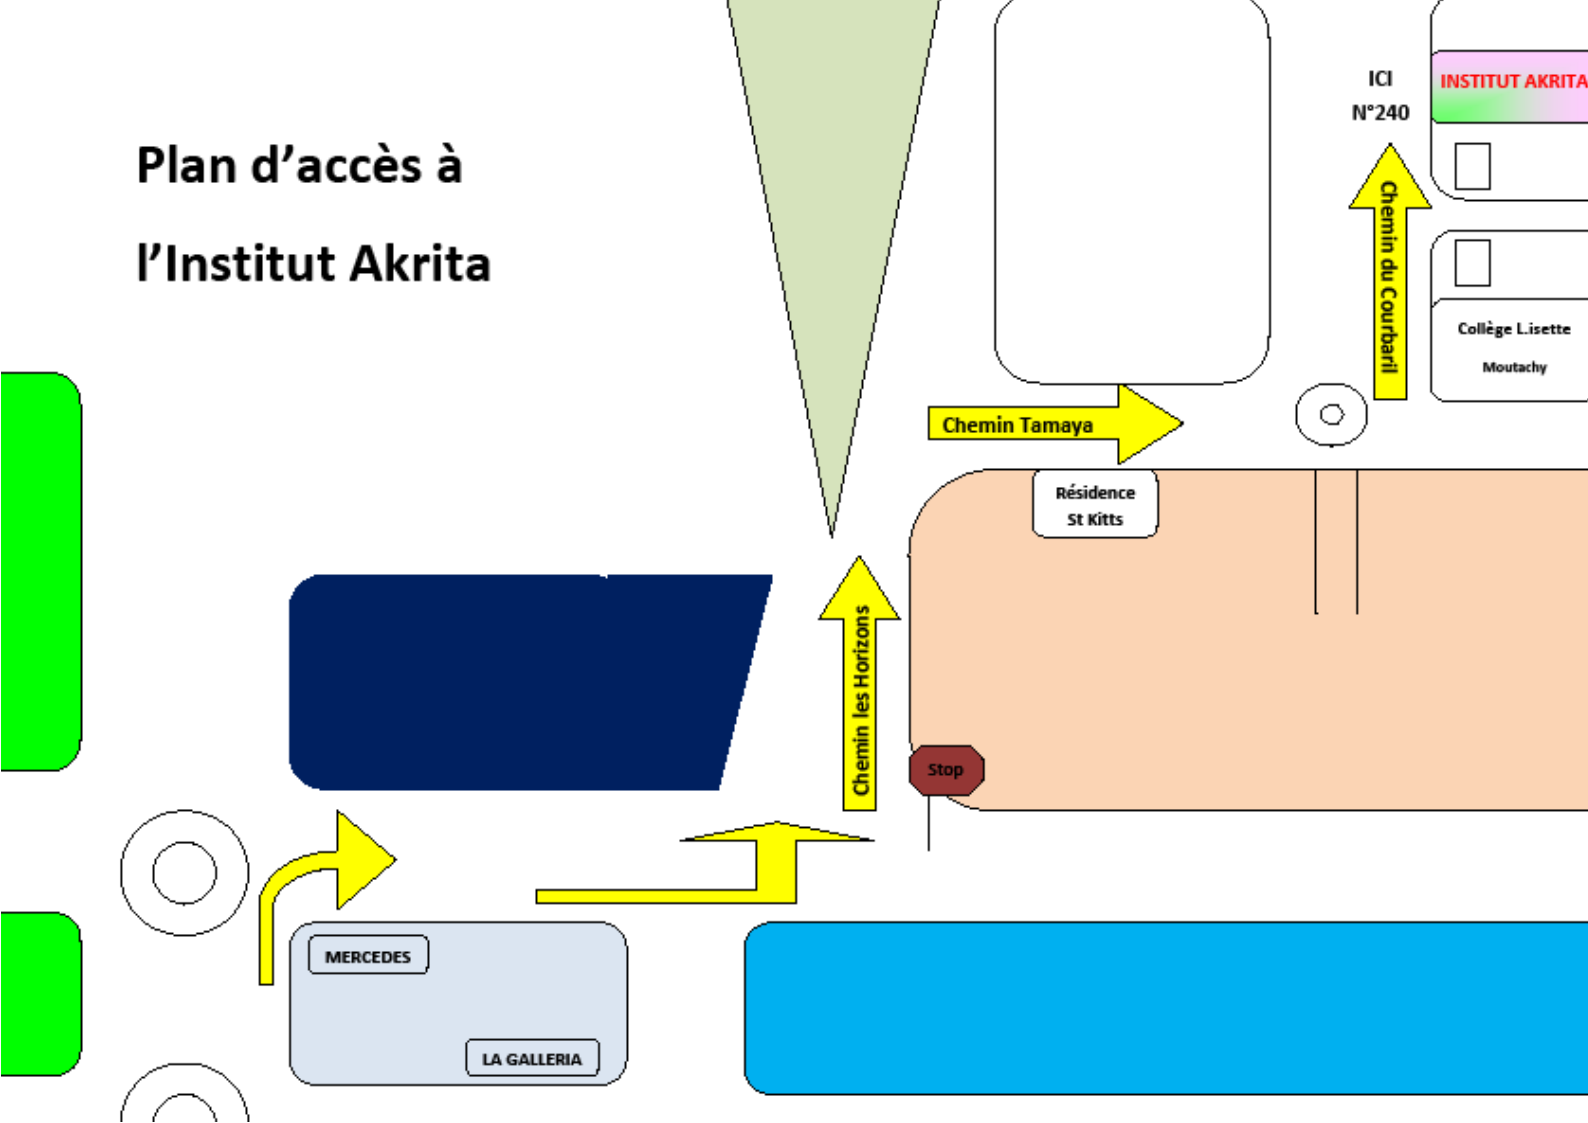 Plan d’accès à
l’Institut Akrita
ICI
N°240
INSTITUT AKRITA
Chemin du Courbaril
Collège L.isette
Moutachy
Chemin Tamaya
Résidence
St Kitts
Chemin les Horizons
Stop
MERCEDES
LA GALLERIA